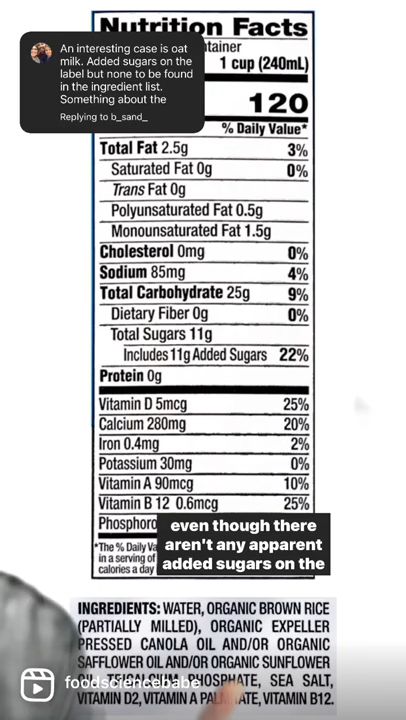 Nutrition Facts
An interesting case is oat
milk. Added sugars on the
label but none to be found
in the ingredient list.
Something about the
Replying to b_sand_
1 cup (240mL)
120
% Daily Value*
Total Fat 2.5g 3%
Saturated Fat 0g 0%
Trans Fat 0g
Polyunsaturated Fat 0.5g
Monounsaturated Fat 1.5g
Cholesterol 0mg 0%
Sodium 85mg 4%
Total Carbohydrate 25g 9%
Dietary Fiber 0g 0%
Total Sugars 11g
Includes 11g Added Sugars 22%
Protein 0g
Vitamin D 5mcg 25%
Calcium 280mg 20%
Iron 0.4mg 2%
Potassium 30mg 0%
Vitamin A 90mcg 10%
Vitamin B 12 0.6mcg 25%
even though there
aren't any apparent
added sugars on the
*The % Daily
in a serving of
calories a day
INGREDIENTS: WATER, ORGANIC BROWN RICE
(PARTIALLY MILLED), ORGANIC EXPELLER
PRESSED CANOLA OIL AND/OR ORGANIC
SAFFLOWER OIL AND/OR ORGANIC SUNFLOWER
PHOSPHATE, SEA SALT,
foodsciencebabe
VITAMIN D2, VITAMIN A VITAMIN B12.